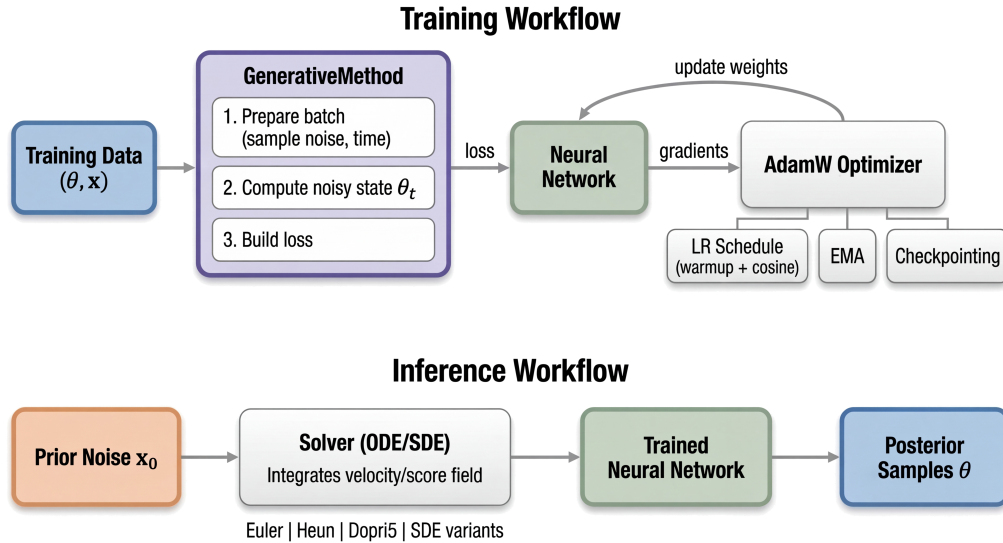 Training Workflow
Training Data
(θ, x)
GenerativeMethod
1. Prepare batch
(sample noise, time)
2. Compute noisy state θₜ
3. Build loss
loss
Neural
Network
gradients
update weights
AdamW Optimizer
LR Schedule
(warmup + cosine)
EMA
Checkpointing
Inference Workflow
Prior Noise x₀
Solver (ODE/SDE)
Integrates velocity/score field
Euler | Heun | Dopri5 | SDE variants
Trained
Neural Network
Posterior
Samples θ